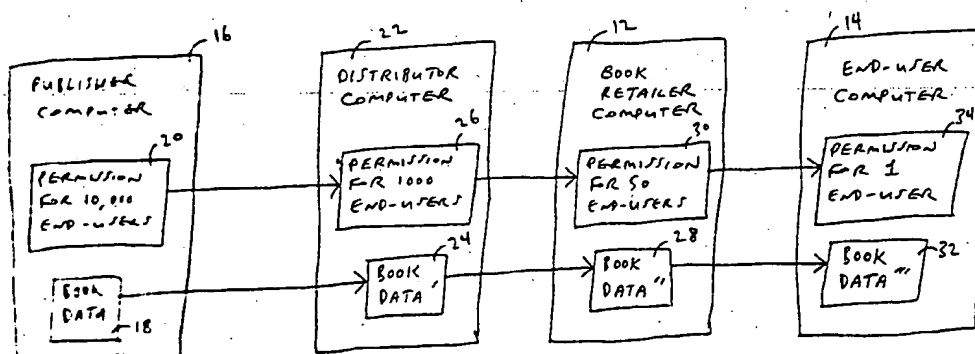 16
PUBLISHER
COMPUTER
20
PERMISSION
FOR 10,000
END-USERS
BOOK
DATA
18
22
DISTRIBUTOR
COMPUTER
26
PERMISSION
FOR 1000
END-USERS
24
BOOK
DATA'
12
BOOK
RETAILER
COMPUTER
30
PERMISSION
FOR 50
END-USERS
28
BOOK
DATA"
14
END-USER
COMPUTER
34
PERMISSION
FOR 1
END-USER
BOOK
DATA"'
32